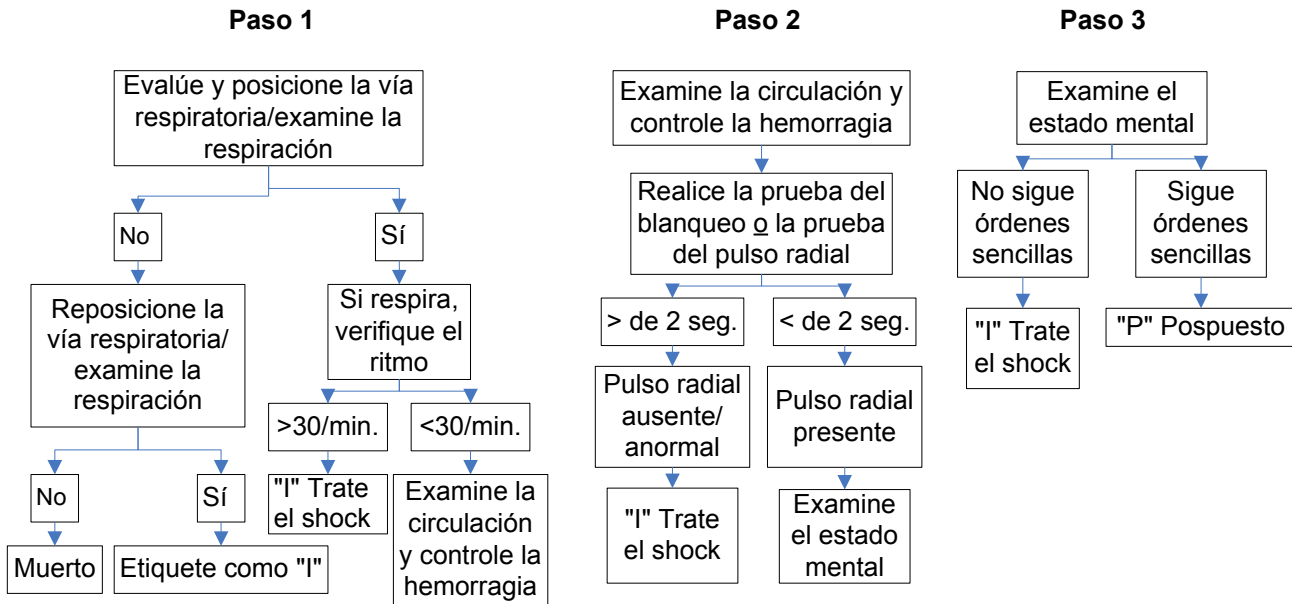 Paso 1
Evalúe y posicione la vía
respiratoria/examine la
respiración
No
Sí
Reposicione la
vía respiratoria/
examine la
respiración
Si respira,
verifique el
ritmo
>30/min.
<30/min.
No
Sí
"I" Trate
el shock
Examine la
circulación
y controle la
hemorragia
Muerto
Etiquete como "I"
Paso 2
Examine la circulación y
controle la hemorragia
Realice la prueba del
blanqueo o la prueba
del pulso radial
> de 2 seg.
< de 2 seg.
Pulso radial
ausente/
anormal
Pulso radial
presente
"I" Trate
el shock
Examine
el estado
mental
Paso 3
Examine el
estado mental
No sigue
órdenes
sencillas
Sigue
órdenes
sencillas
"I" Trate
el shock
"P" Pospuesto